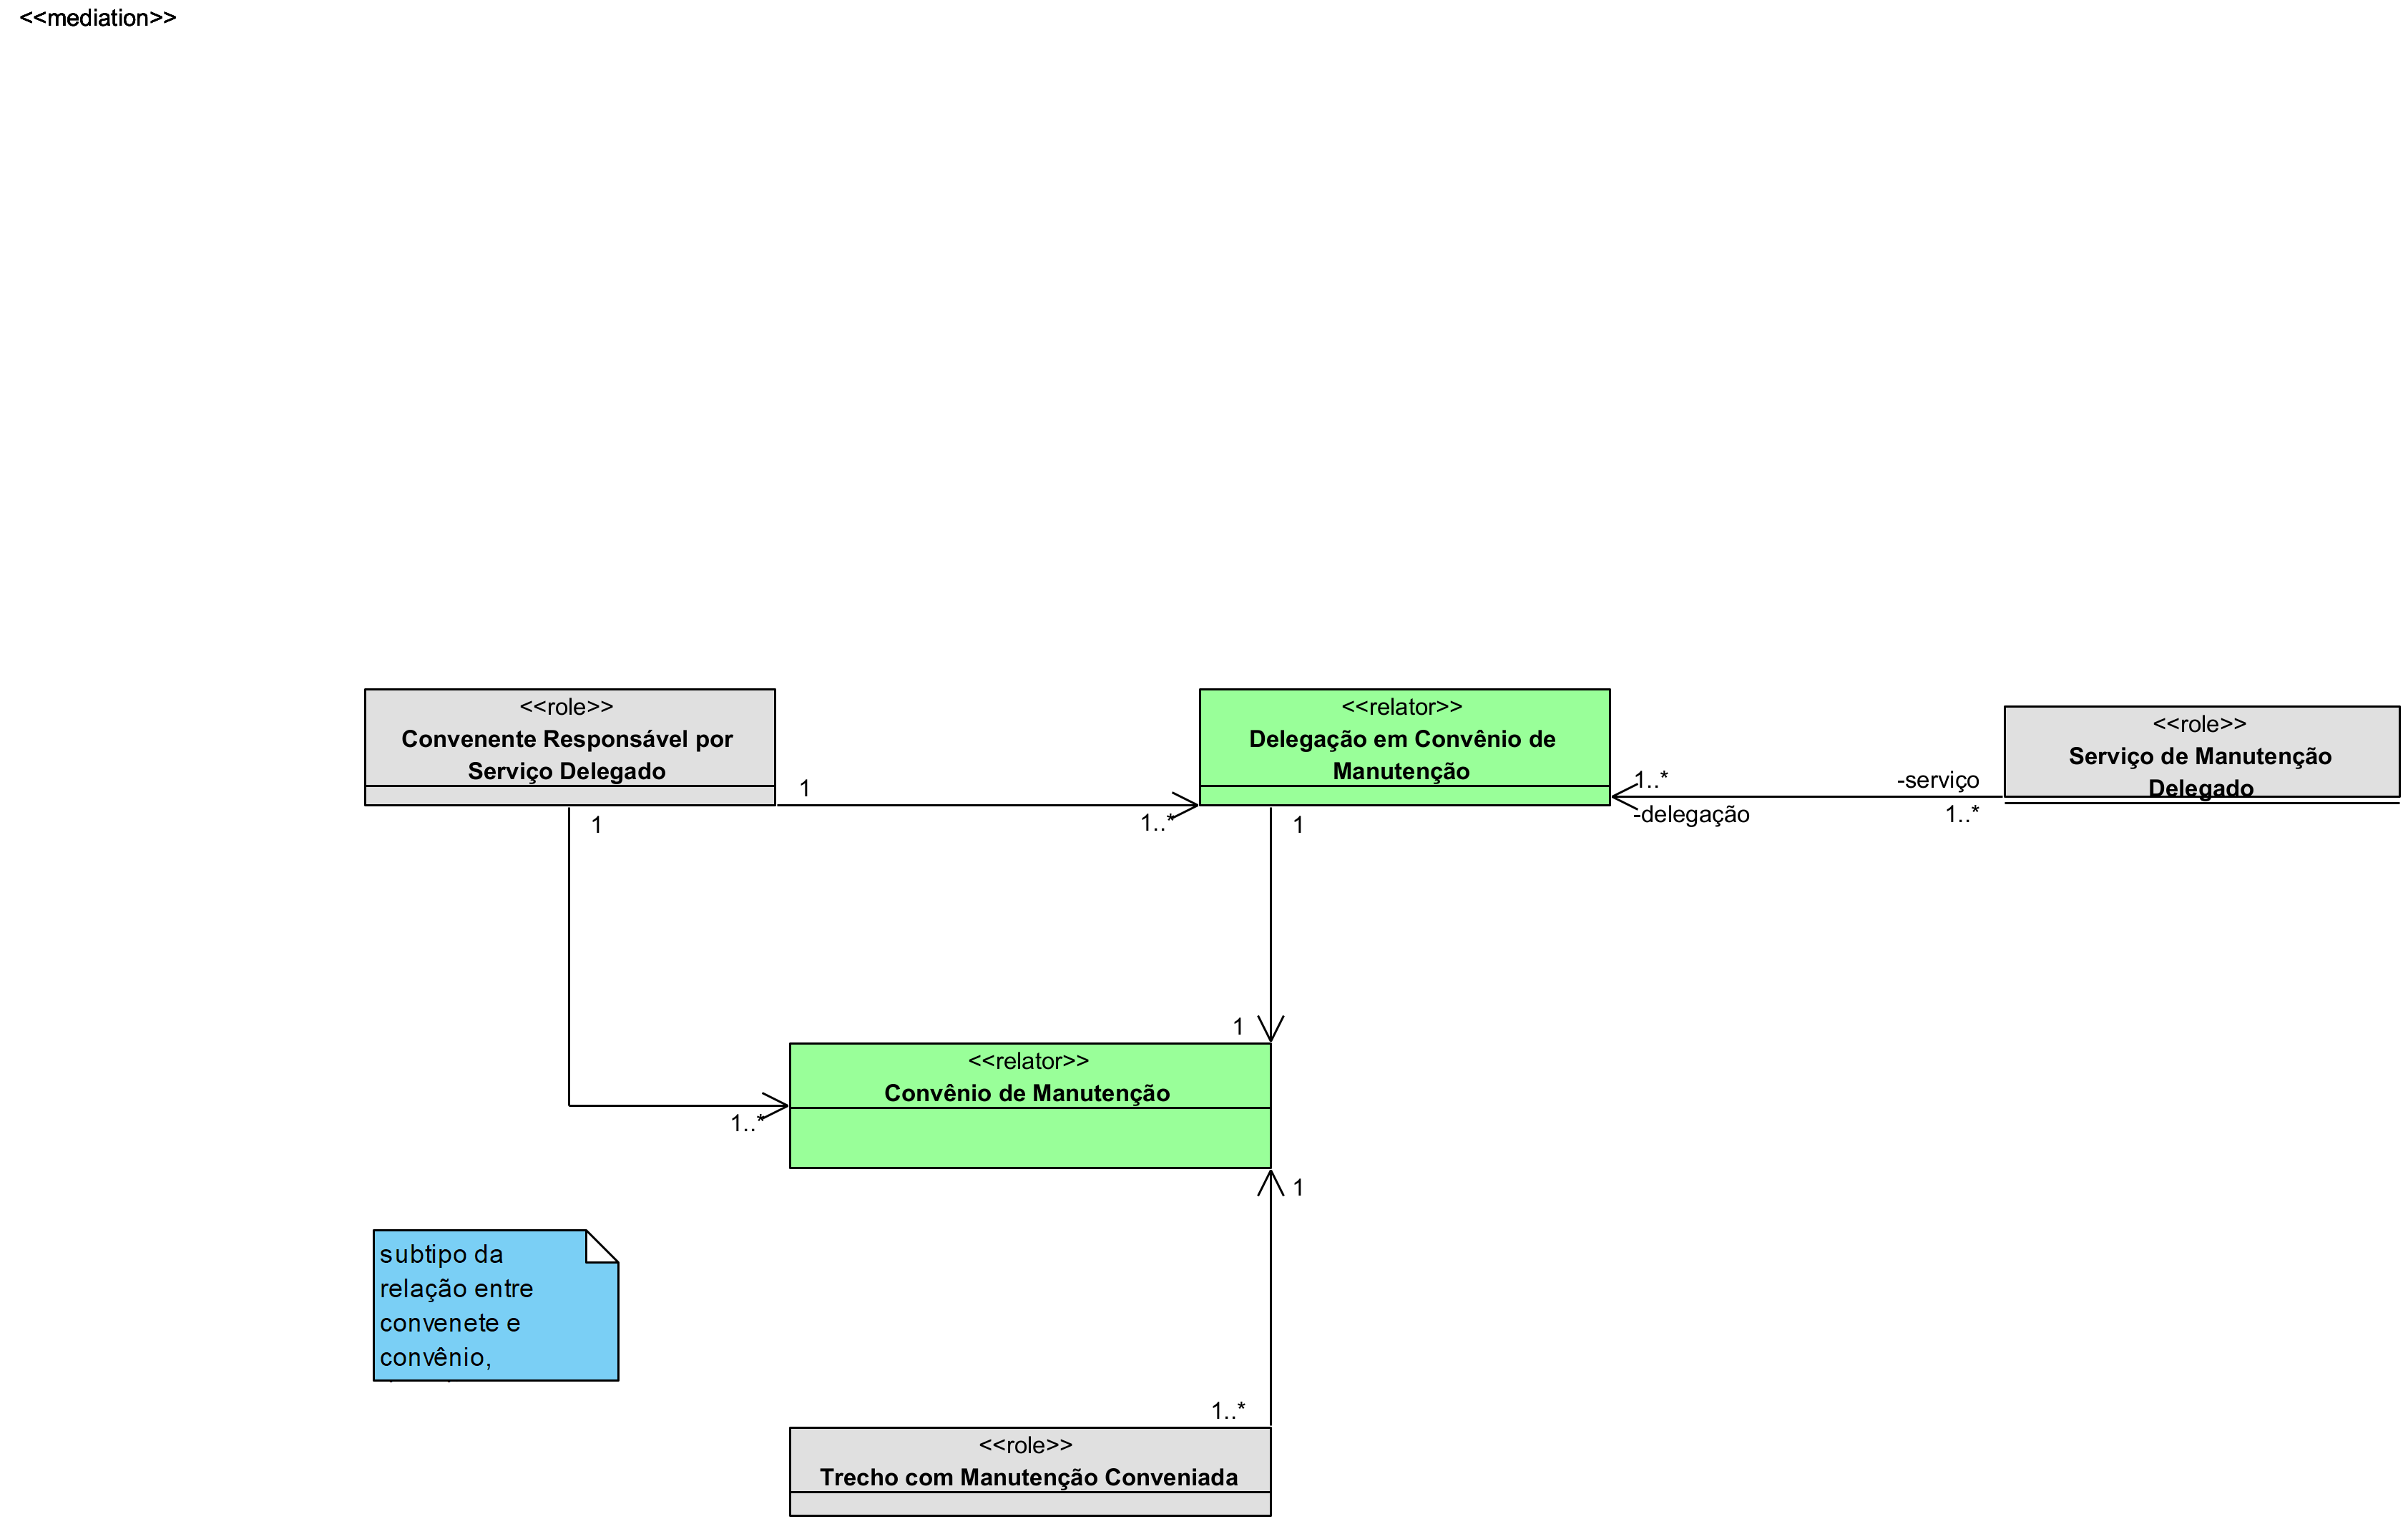 <<mediation>>
<<role>>
Convenente Responsável por
Serviço Delegado
<<relator>>
Delegação em Convênio de
Manutenção
<<role>>
Serviço de Manutenção
Delegado
1
1..*
1..*
-delegação
-serviço
1..*
1
1
1
1..*
<<relator>>
Convênio de Manutenção
1
subtipo da
relação entre
convenete e
convênio,
1..*
<<role>>
Trecho com Manutenção Conveniada